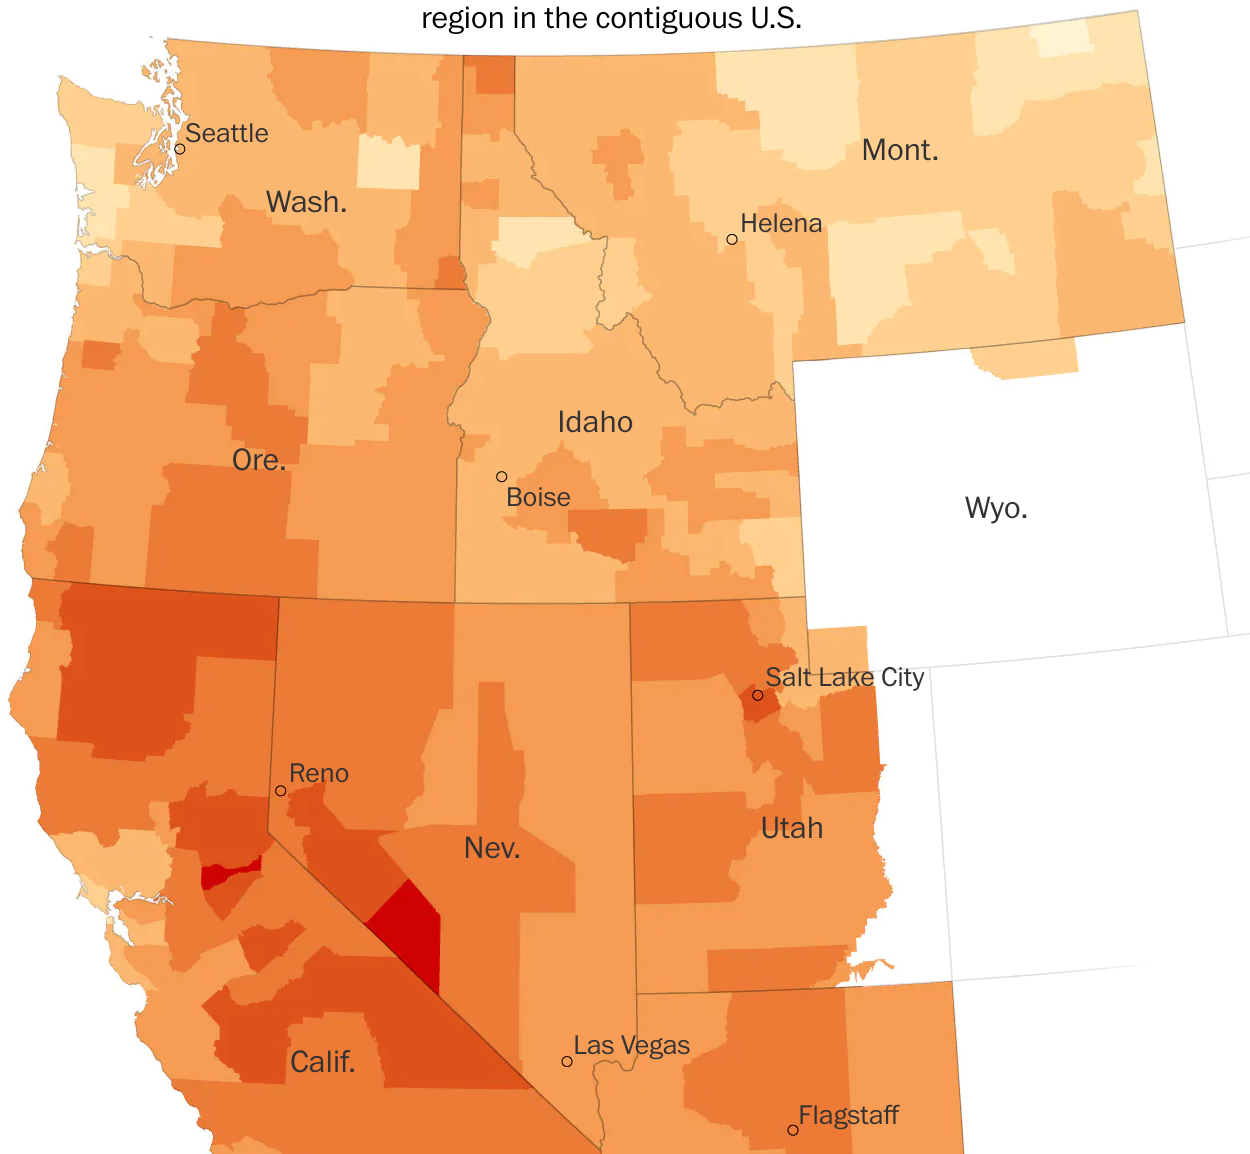 region in the contiguous U.S.
Seattle
Mont.
Wash.
Helena
Idaho
Ore.
Boise
Wyo.
Salt Lake City
Reno
Utah
Nev.
Las Vegas
Calif.
Flagstaff